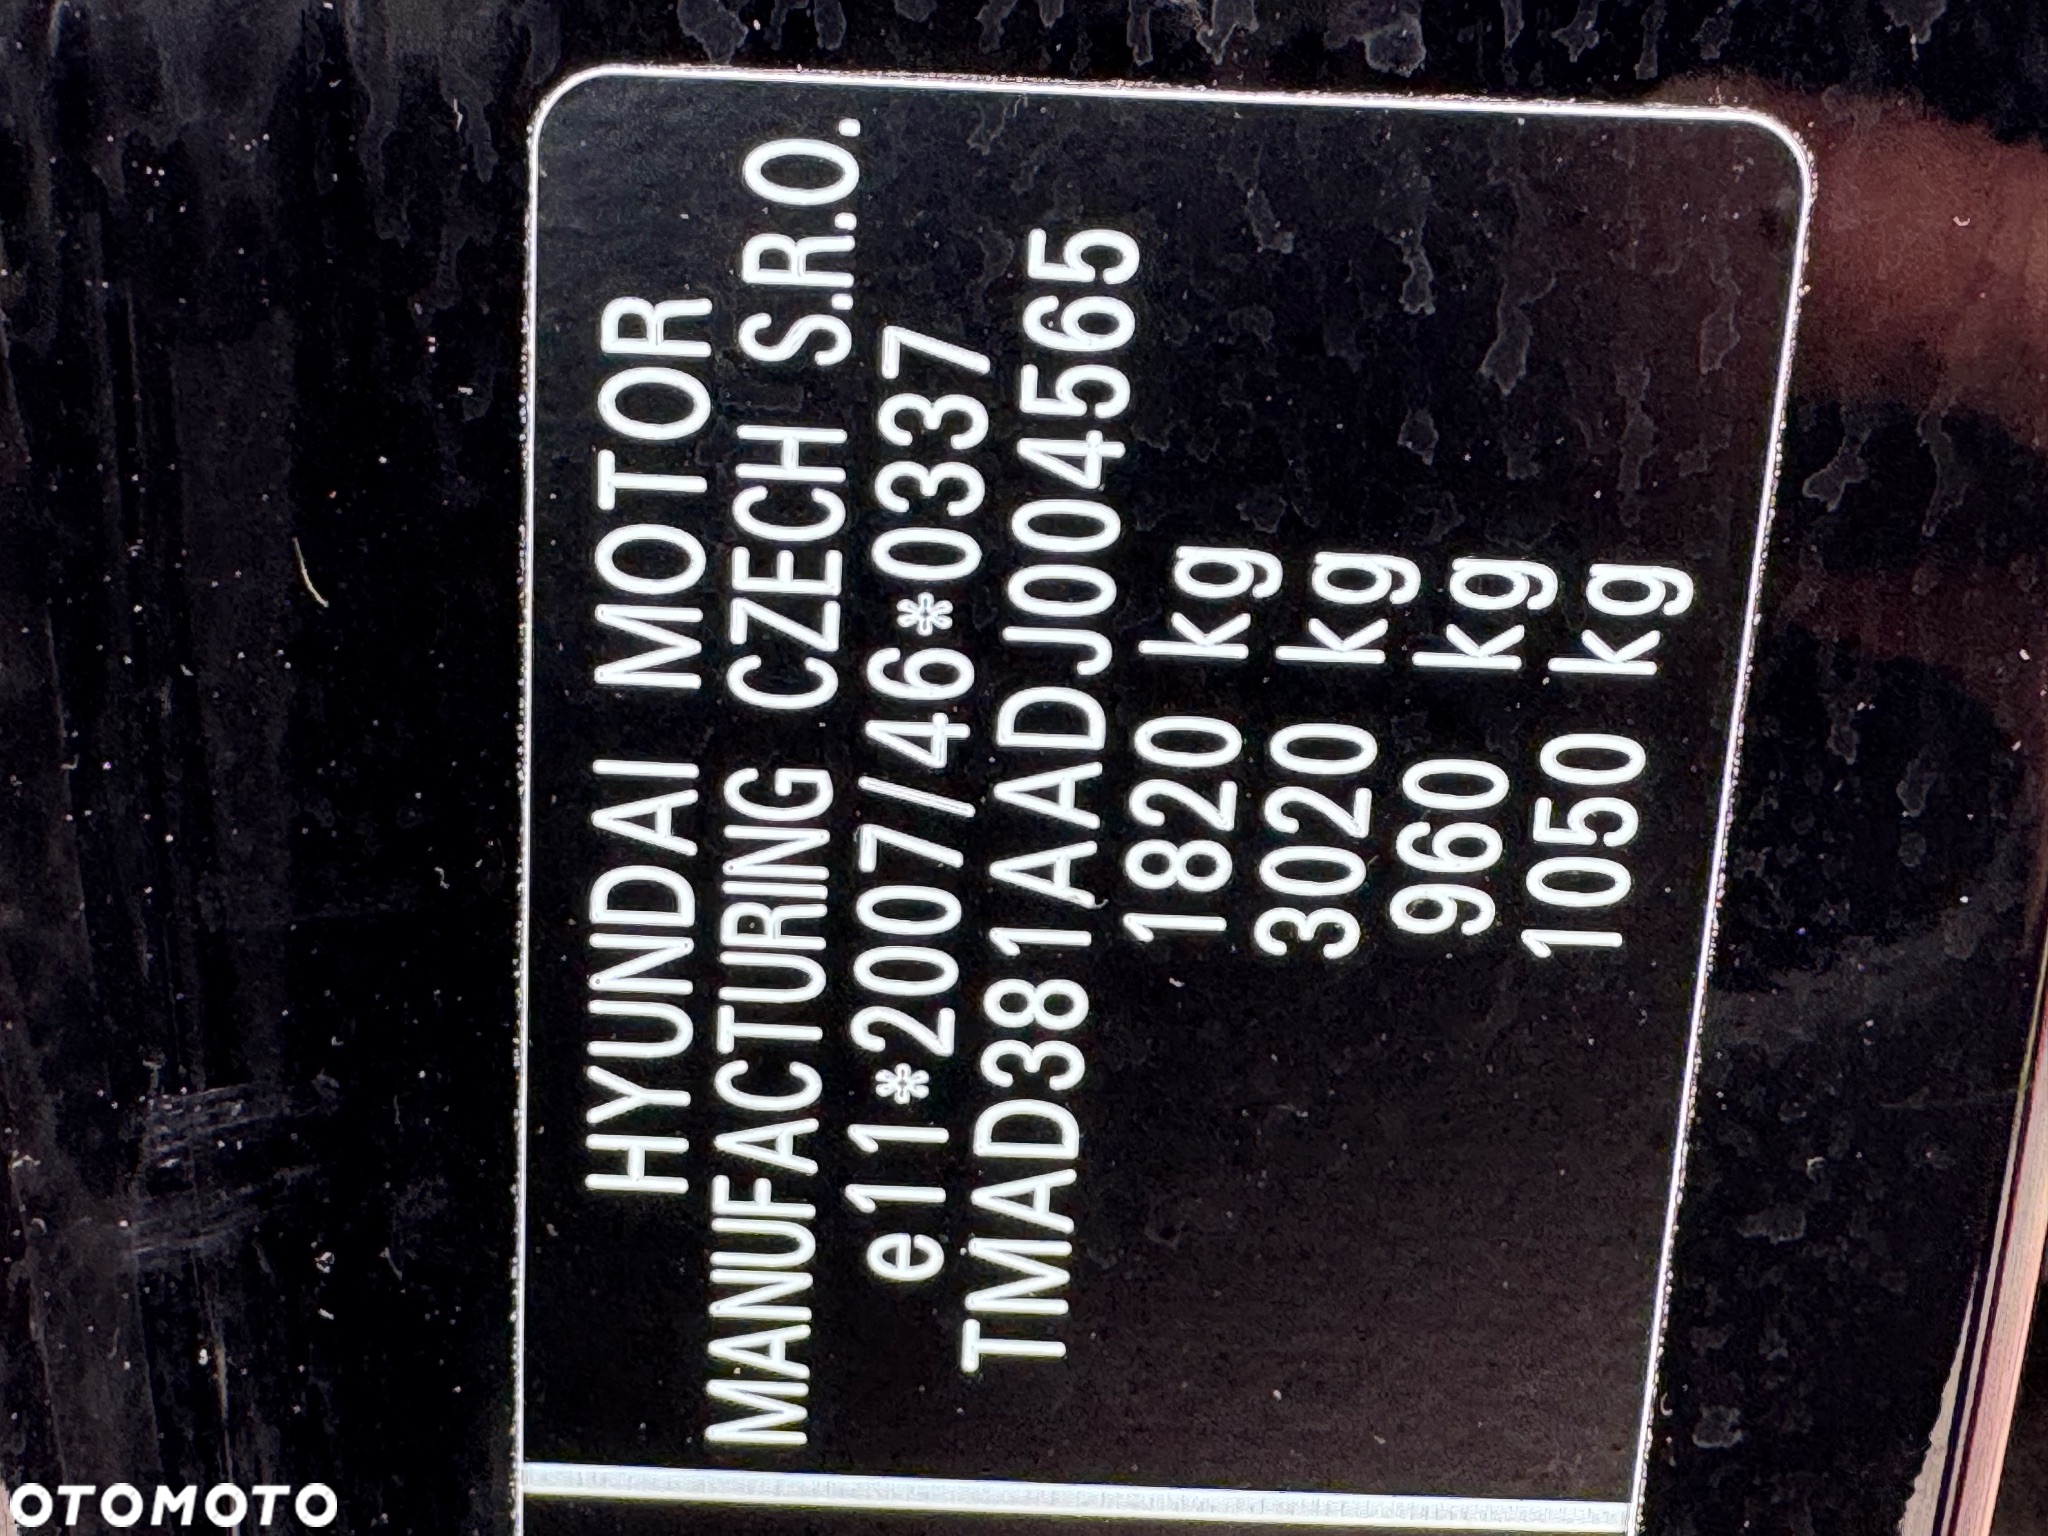 HYUNDAI MOTOR
MANUFACTURING CZECH S.R.O.
e11*2007/46*0337
TMAD381AADJ004565
1820 kg
3020 kg
960 kg
1050 kg
OTOMOTO